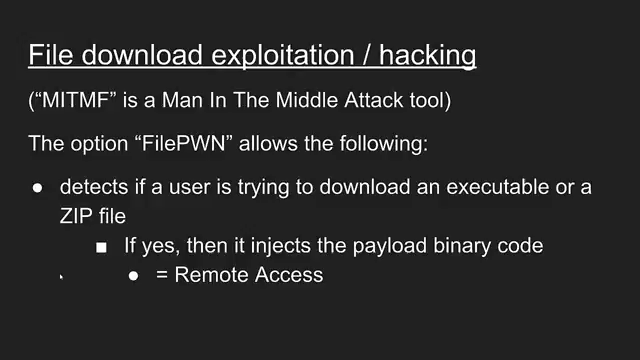 File download exploitation / hacking
(“MITMF” is a Man In The Middle Attack tool)
The option “FilePWN” allows the following:
● detects if a user is trying to download an executable or a
ZIP file
■ If yes, then it injects the payload binary code
● = Remote Access